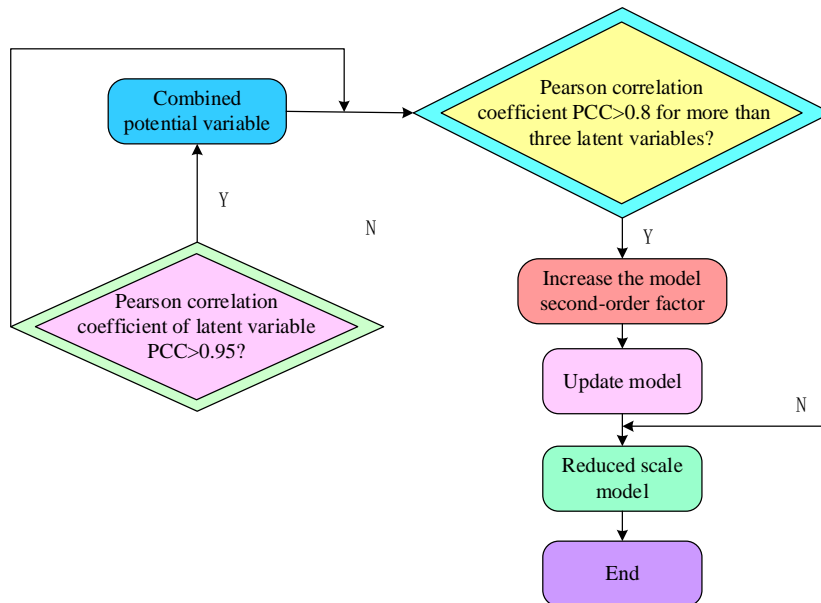 Combined
potential variable
Pearson correlation
coefficient PCC>0.8 for more than
three latent variables?
Y
N
Y
Pearson correlation
coefficient of latent variable
PCC>0.95?
Increase the model
second-order factor
Update model
N
Reduced scale
model
End